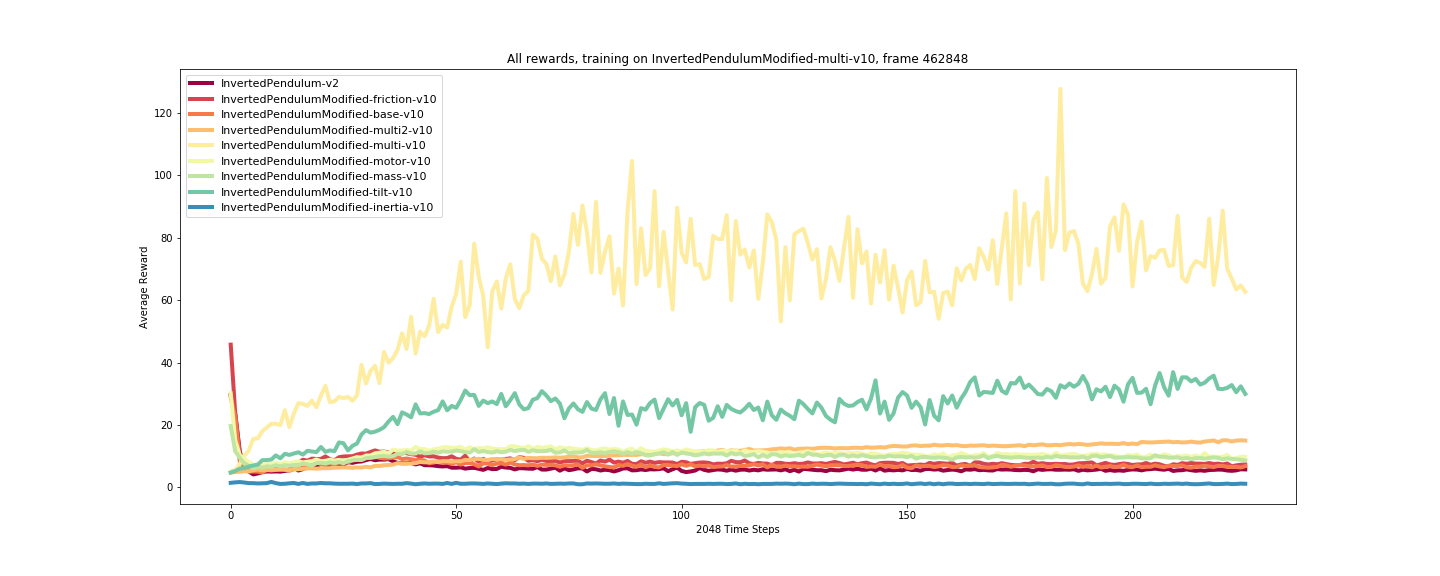 All rewards, training on InvertedPendulumModified-multi-v10, frame 462848
InvertedPendulum-v2
InvertedPendulumModified-friction-v10
InvertedPendulumModified-base-v10
InvertedPendulumModified-multi2-v10
InvertedPendulumModified-multi-v10
InvertedPendulumModified-motor-v10
InvertedPendulumModified-mass-v10
InvertedPendulumModified-tilt-v10
InvertedPendulumModified-inertia-v10
120
100
80
60
40
20
0
Average Reward
0 50 100 150 200
2048 Time Steps